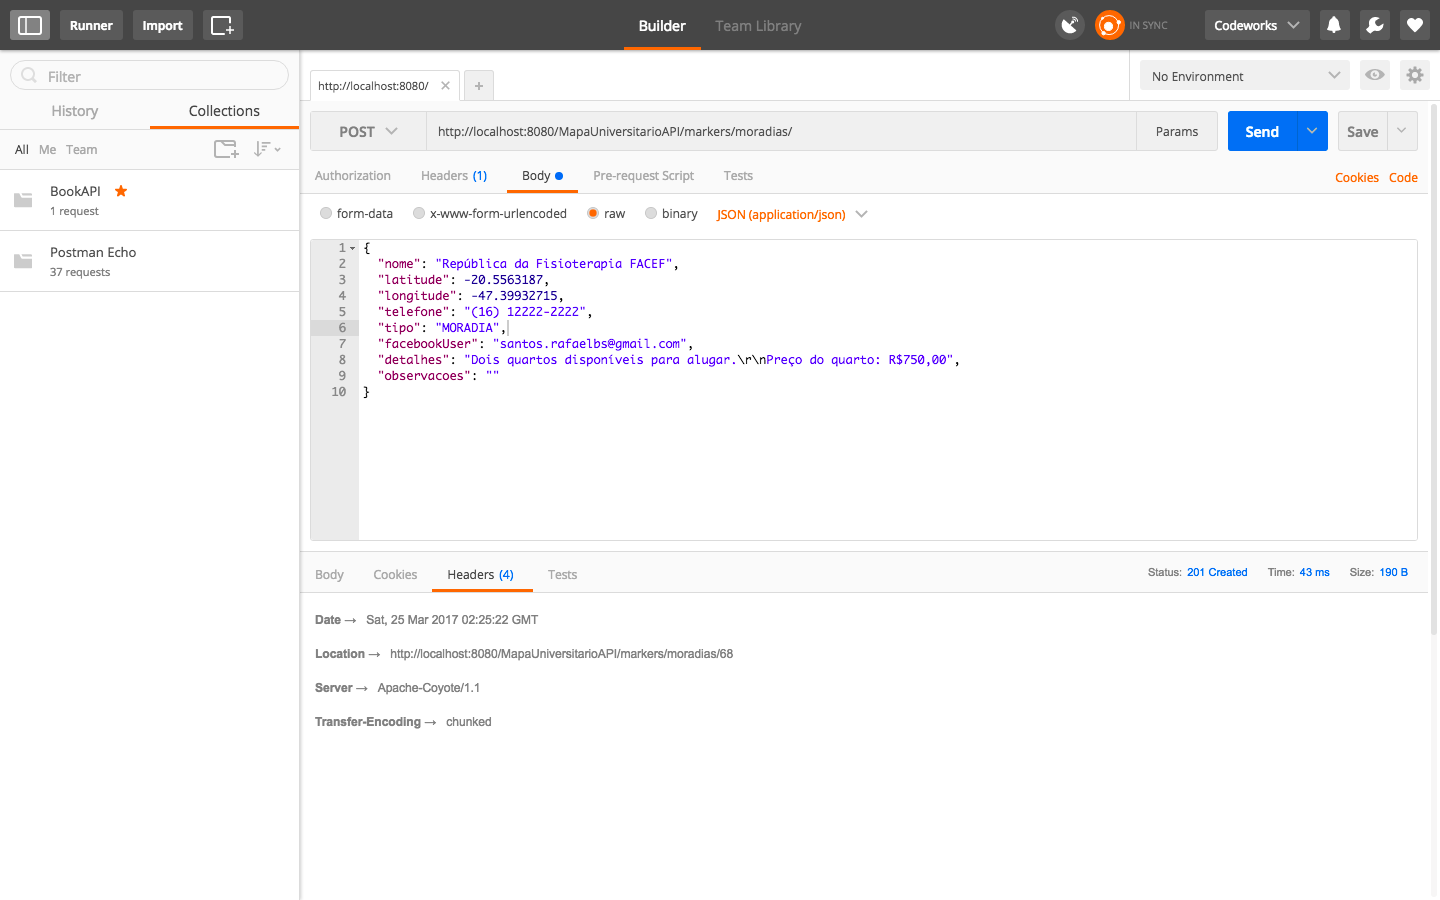 Runner Import Builder Team Library IN SYNC Codeworks
Filter
History Collections
All Me Team
BookAPI
1 request
Postman Echo
37 requests
http://localhost:8080/ No Environment
POST http://localhost:8080/MapaUniversitarioAPI/markers/moradias/ Params Send Save
Authorization Headers (1) Body Pre-request Script Tests Cookies Code
form-data x-www-form-urlencoded raw binary JSON (application/json)
1 {
2 "nome": "República da Fisioterapia FACEF",
3 "latitude": -20.5563187,
4 "longitude": -47.39932715,
5 "telefone": "(16) 12222-2222",
6 "tipo": "MORADIA",
7 "facebookUser": "santos.rafaelbs@gmail.com",
8 "detalhes": "Dois quartos disponíveis para alugar.\r\nPreço do quarto: R$750,00",
9 "observacoes": ""
10 }
Body Cookies Headers (4) Tests Status: 201 Created Time: 43 ms Size: 190 B
Date → Sat, 25 Mar 2017 02:25:22 GMT
Location → http://localhost:8080/MapaUniversitarioAPI/markers/moradias/68
Server → Apache-Coyote/1.1
Transfer-Encoding → chunked